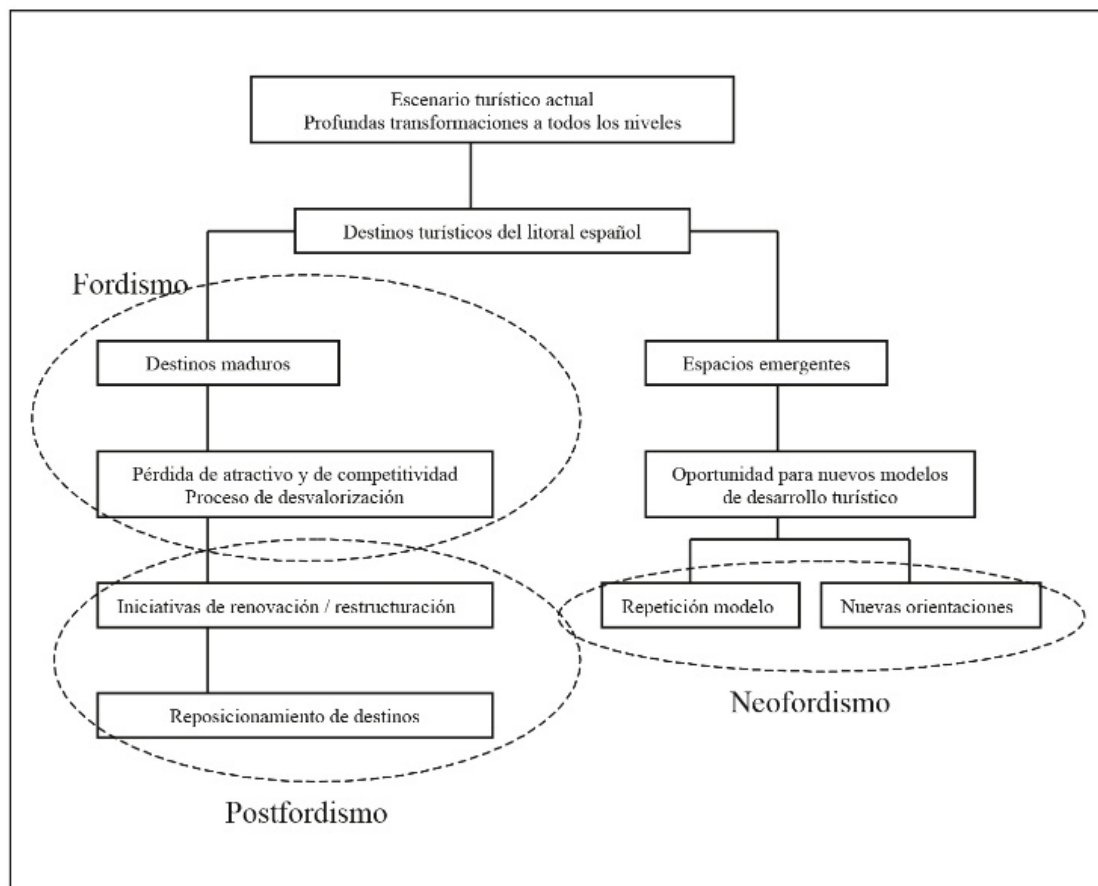 Escenario turístico actual
Profundas transformaciones a todos los niveles
Destinos turísticos del litoral español
Fordismo
Destinos maduros
Espacios emergentes
Pérdida de atractivo y de competitividad
Proceso de desvalorización
Oportunidad para nuevos modelos
de desarrollo turístico
Iniciativas de renovación / restructuración
Repetición modelo
Nuevas orientaciones
Reposicionamiento de destinos
Neofordismo
Postfordismo